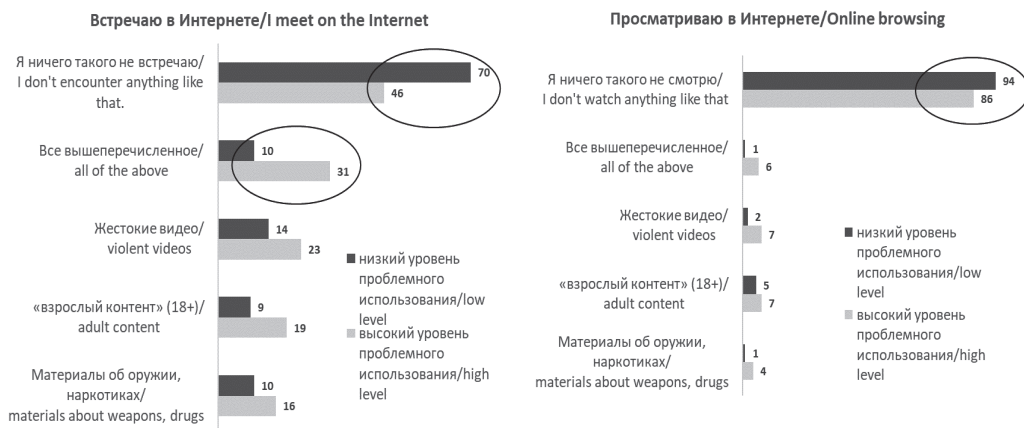 Встречаю в Интернете/I meet on the Internet
Я ничего такого не встречаю/
I don't encounter anything like
that.
70
46
Все вышеперечисленное/
all of the above
10
31
Жестокие видео/
violent videos
14
23
«взрослый контент» (18+)/
adult content
9
19
Материалы об оружии,
наркотиках/
materials about weapons, drugs
10
16
низкий уровень
проблемного
использования/low
level
высокий уровень
проблемного
использования/high
level
Просматриваю в Интернете/Online browsing
Я ничего такого не смотрю/
I don't watch anything like that
94
86
Все вышеперечисленное/
all of the above
1
6
Жестокие видео/
violent videos
2
7
«взрослый контент» (18+)/
adult content
5
7
Материалы об оружии,
наркотиках/
materials about weapons, drugs
1
4
низкий уровень
проблемного
использования/low
level
высокий уровень
проблемного
использования/high
level